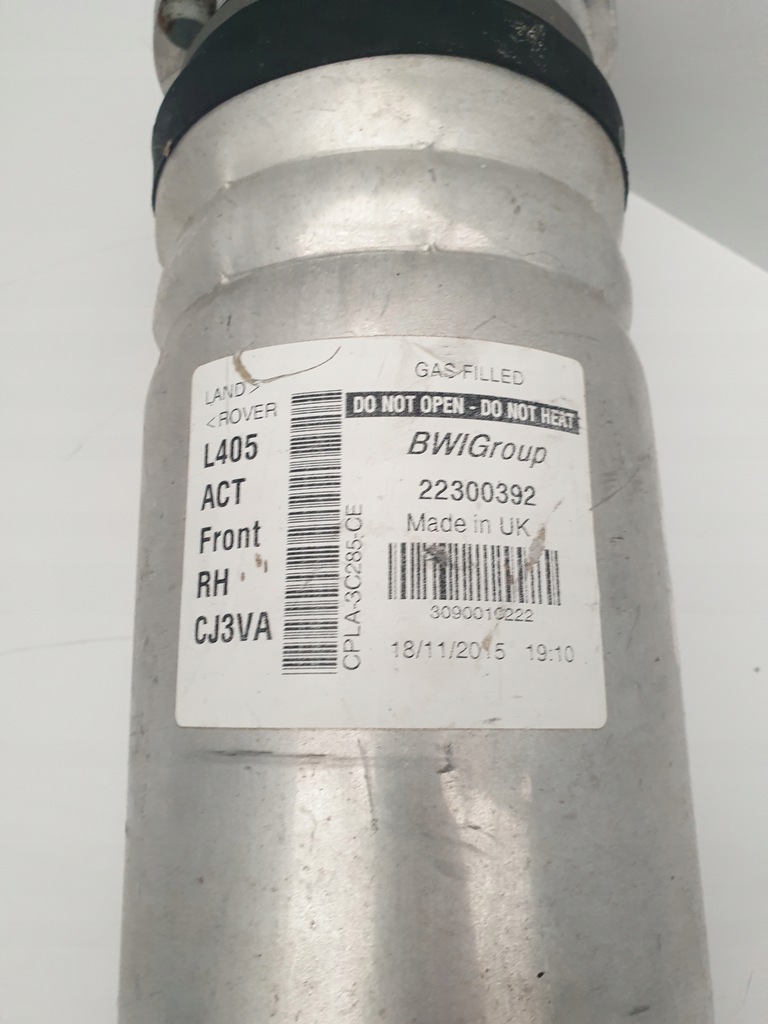 LAND>
<ROVER
L405
ACT
Front
RH
CJ3VA
CPLA-3C285-CE
GAS FILLED
DO NOT OPEN - DO NOT HEAT
BWIGroup
22300392
Made in UK
3090010222
18/11/2015 19:10